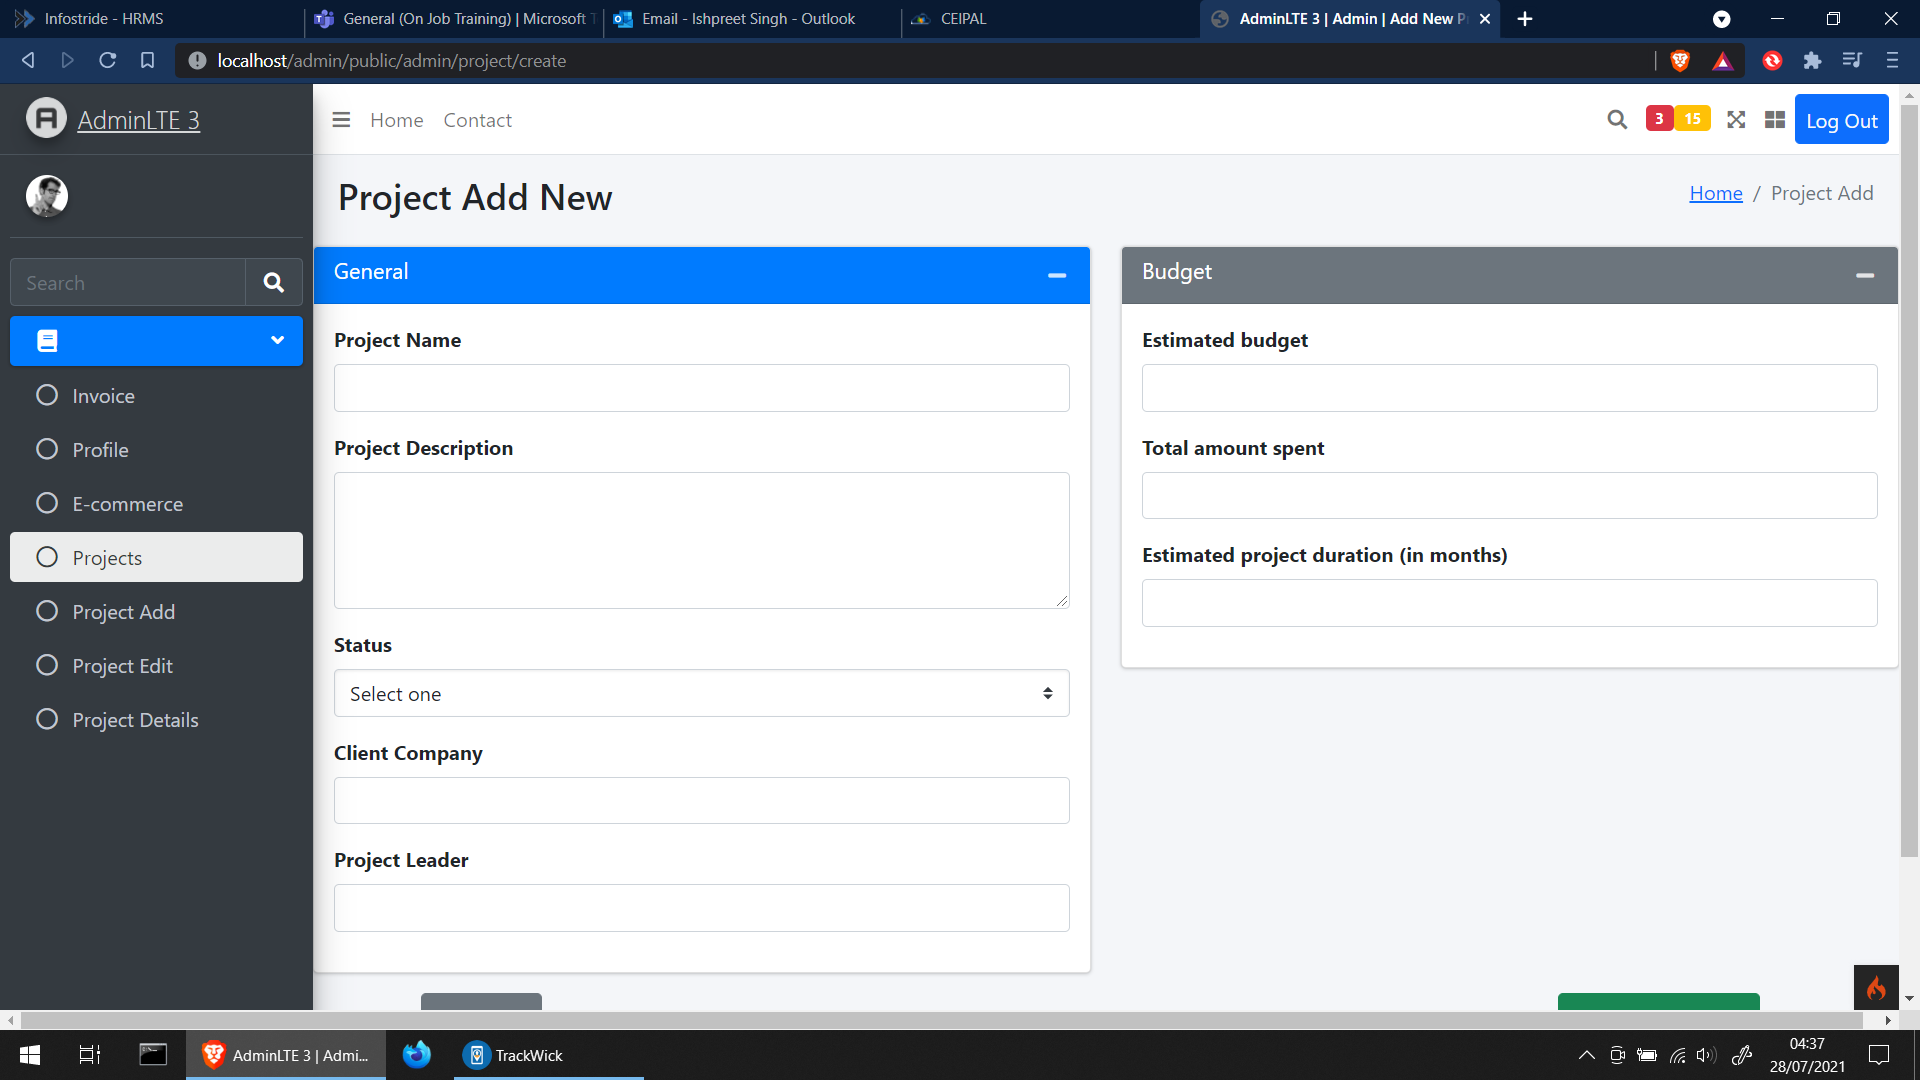 Infostride - HRMS
General (On Job Training) | Microsoft T
Email - Ishpreet Singh - Outlook
CEIPAL
AdminLTE 3 | Admin | Add New P
localhost/admin/public/admin/project/create
AdminLTE 3
Home
Contact
3
15
Log Out
Project Add New
Home / Project Add
Search
Invoice
Profile
E-commerce
Projects
Project Add
Project Edit
Project Details
General
Project Name
Project Description
Status
Select one
Client Company
Project Leader
Budget
Estimated budget
Total amount spent
Estimated project duration (in months)
AdminLTE 3 | Admi...
TrackWick
04:37
28/07/2021